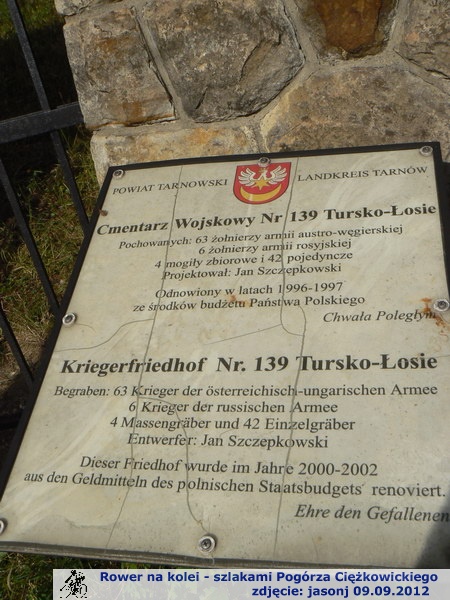 POWIAT TARNOWSKI LANDKREIS TARNÓW
Cmentarz Wojskowy Nr 139 Tursko-Łosie
Pochowanych: 63 żołnierzy armii austro-węgierskiej
6 żołnierzy armii rosyjskiej
4 mogiły zbiorowe i 42 pojedyncze
Projektował: Jan Szczepkowski
Odnowiony w latach 1996-1997
ze środków budżetu Państwa Polskiego
Chwała Poległym
Kriegerfriedhof Nr. 139 Tursko-Łosie
Begraben: 63 Krieger der österreichisch-ungarischen Armee
6 Krieger der russischen Armee
4 Massengräber und 42 Einzelgräber
Entwerfer: Jan Szczepkowski
Dieser Friedhof wurde im Jahre 2000-2002
aus den Geldmitteln des polnischen Staatsbudgets renoviert.
Ehre den Gefallenen
Rower na kolei - szlakami Pogórza Ciężkowickiego
zdjęcie: jasonj 09.09.2012